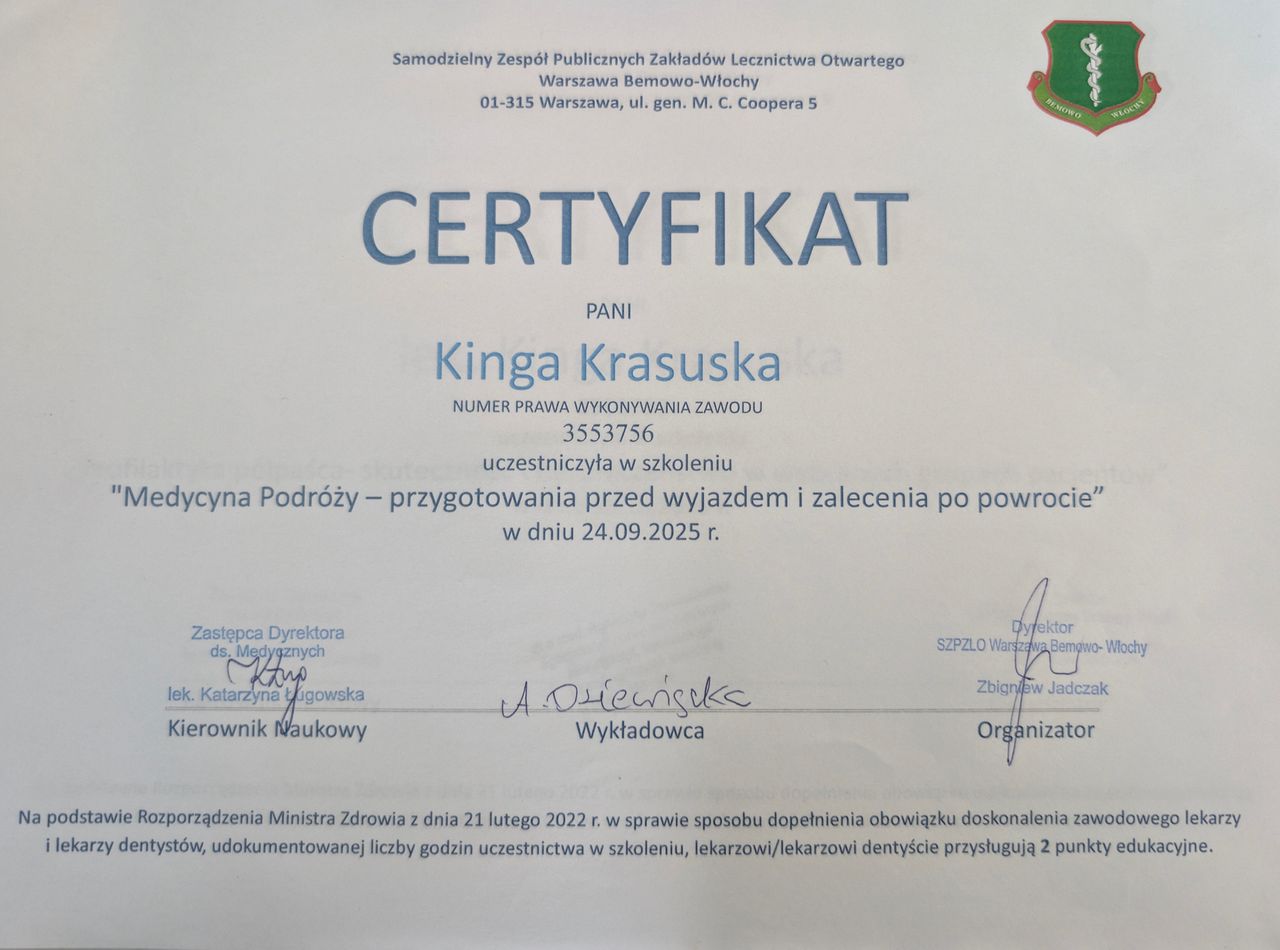 Samodzielny Zespół Publicznych Zakładów Lecznictwa Otwartego
Warszawa Bemowo-Włochy
01-315 Warszawa, ul. gen. M. C. Coopera 5
BEMOWO WŁOCHY
CERTYFIKAT
PANI
Kinga Krasuska
NUMER PRAWA WYKONYWANIA ZAWODU
3553756
uczestniczyła w szkoleniu
"Medycyna Podróży – przygotowania przed wyjazdem i zalecenia po powrocie”
w dniu 24.09.2025 r.
Zastępca Dyrektora
ds. Medycznych
lek. Katarzyna Ługowska
Kierownik Naukowy
A. Dziewiącka
Wykładowca
Dyrektor
SZPZLO Warszawa Bemowo- Włochy
Zbigniew Jadczak
Organizator
Na podstawie Rozporządzenia Ministra Zdrowia z dnia 21 lutego 2022 r. w sprawie sposobu dopełnienia obowiązku doskonalenia zawodowego lekarzy
i lekarzy dentystów, udokumentowanej liczby godzin uczestnictwa w szkoleniu, lekarzowi/lekarzowi dentyście przysługują 2 punkty edukacyjne.